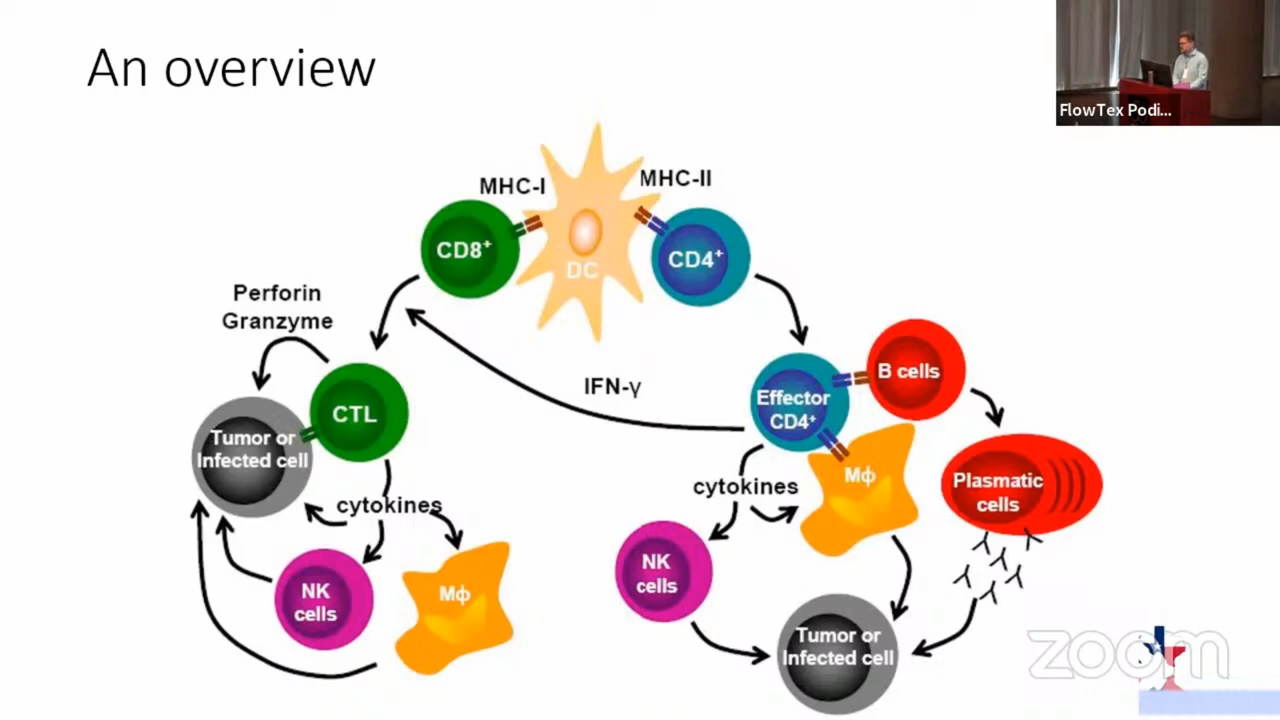 An overview
FlowTex Podi...
MHC-I
MHC-II
CD8+
DC
CD4+
Perforin
Granzyme
IFN-γ
CTL
Tumor or
Infected cell
cytokines
NK
cells
Mϕ
Effector
CD4+
B cells
Mϕ
Plasmatic
cells
cytokines
NK
cells
Tumor or
Infected cell
zoom